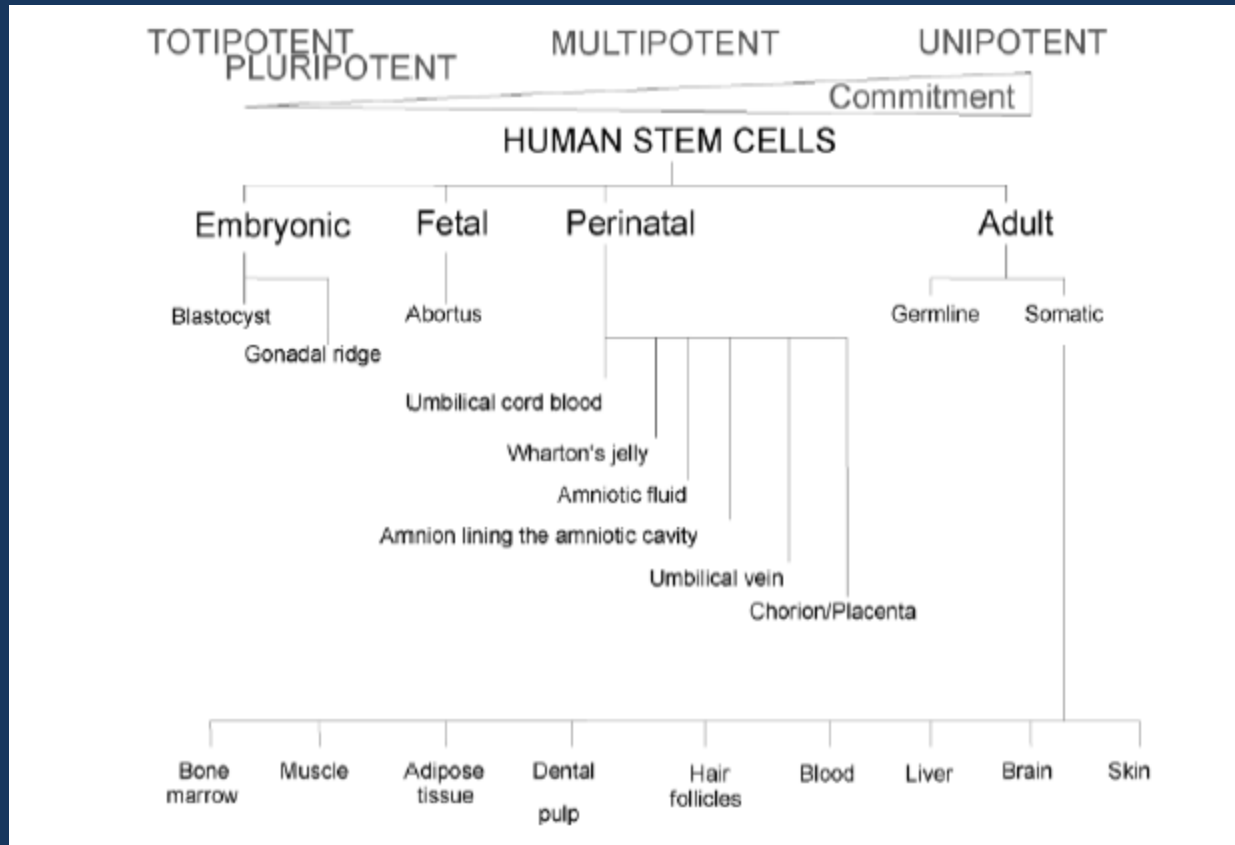 TOTIPOTENT
PLURIPOTENT
MULTIPOTENT
UNIPOTENT
Commitment
HUMAN STEM CELLS
Embryonic
Fetal
Perinatal
Adult
Blastocyst
Gonadal ridge
Abortus
Germline
Somatic
Umbilical cord blood
Wharton's jelly
Amniotic fluid
Amnion lining the amniotic cavity
Umbilical vein
Chorion/Placenta
Bone
marrow
Muscle
Adipose
tissue
Dental
pulp
Hair
follicles
Blood
Liver
Brain
Skin